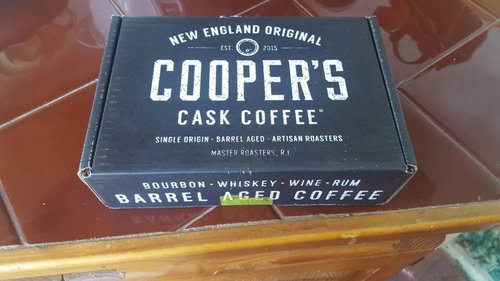 NEW ENGLAND ORIGINAL
EST. 2015
COOPER'S
CASK COFFEE™
SINGLE ORIGIN - BARREL AGED - ARTISAN ROASTERS
MASTER ROASTERS, R.I.
BOURBON - WHISKEY - WINE - RUM
BARREL AGED COFFEE